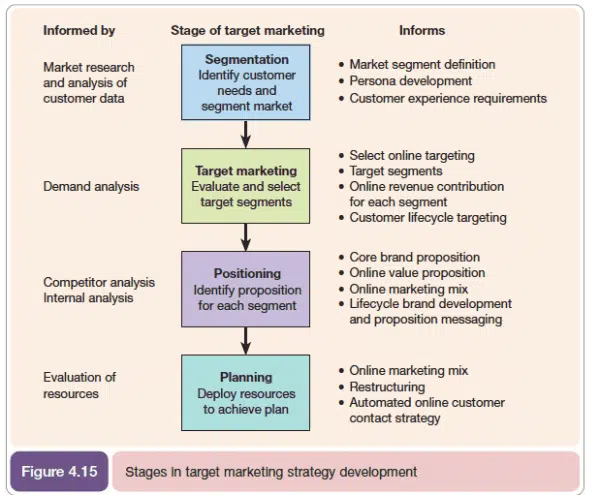 Informed by
Stage of target marketing
Informs
Market research
and analysis of
customer data
Segmentation
Identify customer
needs and
segment market
• Market segment definition
• Persona development
• Customer experience requirements
Demand analysis
Target marketing
Evaluate and select
target segments
• Select online targeting
• Target segments
• Online revenue contribution
for each segment
• Customer lifecycle targeting
Competitor analysis
Internal analysis
Positioning
Identify proposition
for each segment
• Core brand proposition
• Online value proposition
• Online marketing mix
• Lifecycle brand development
and proposition messaging
Evaluation of
resources
Planning
Deploy resources
to achieve plan
• Online marketing mix
• Restructuring
• Automated online customer
contact strategy
Figure 4.15
Stages in target marketing strategy development